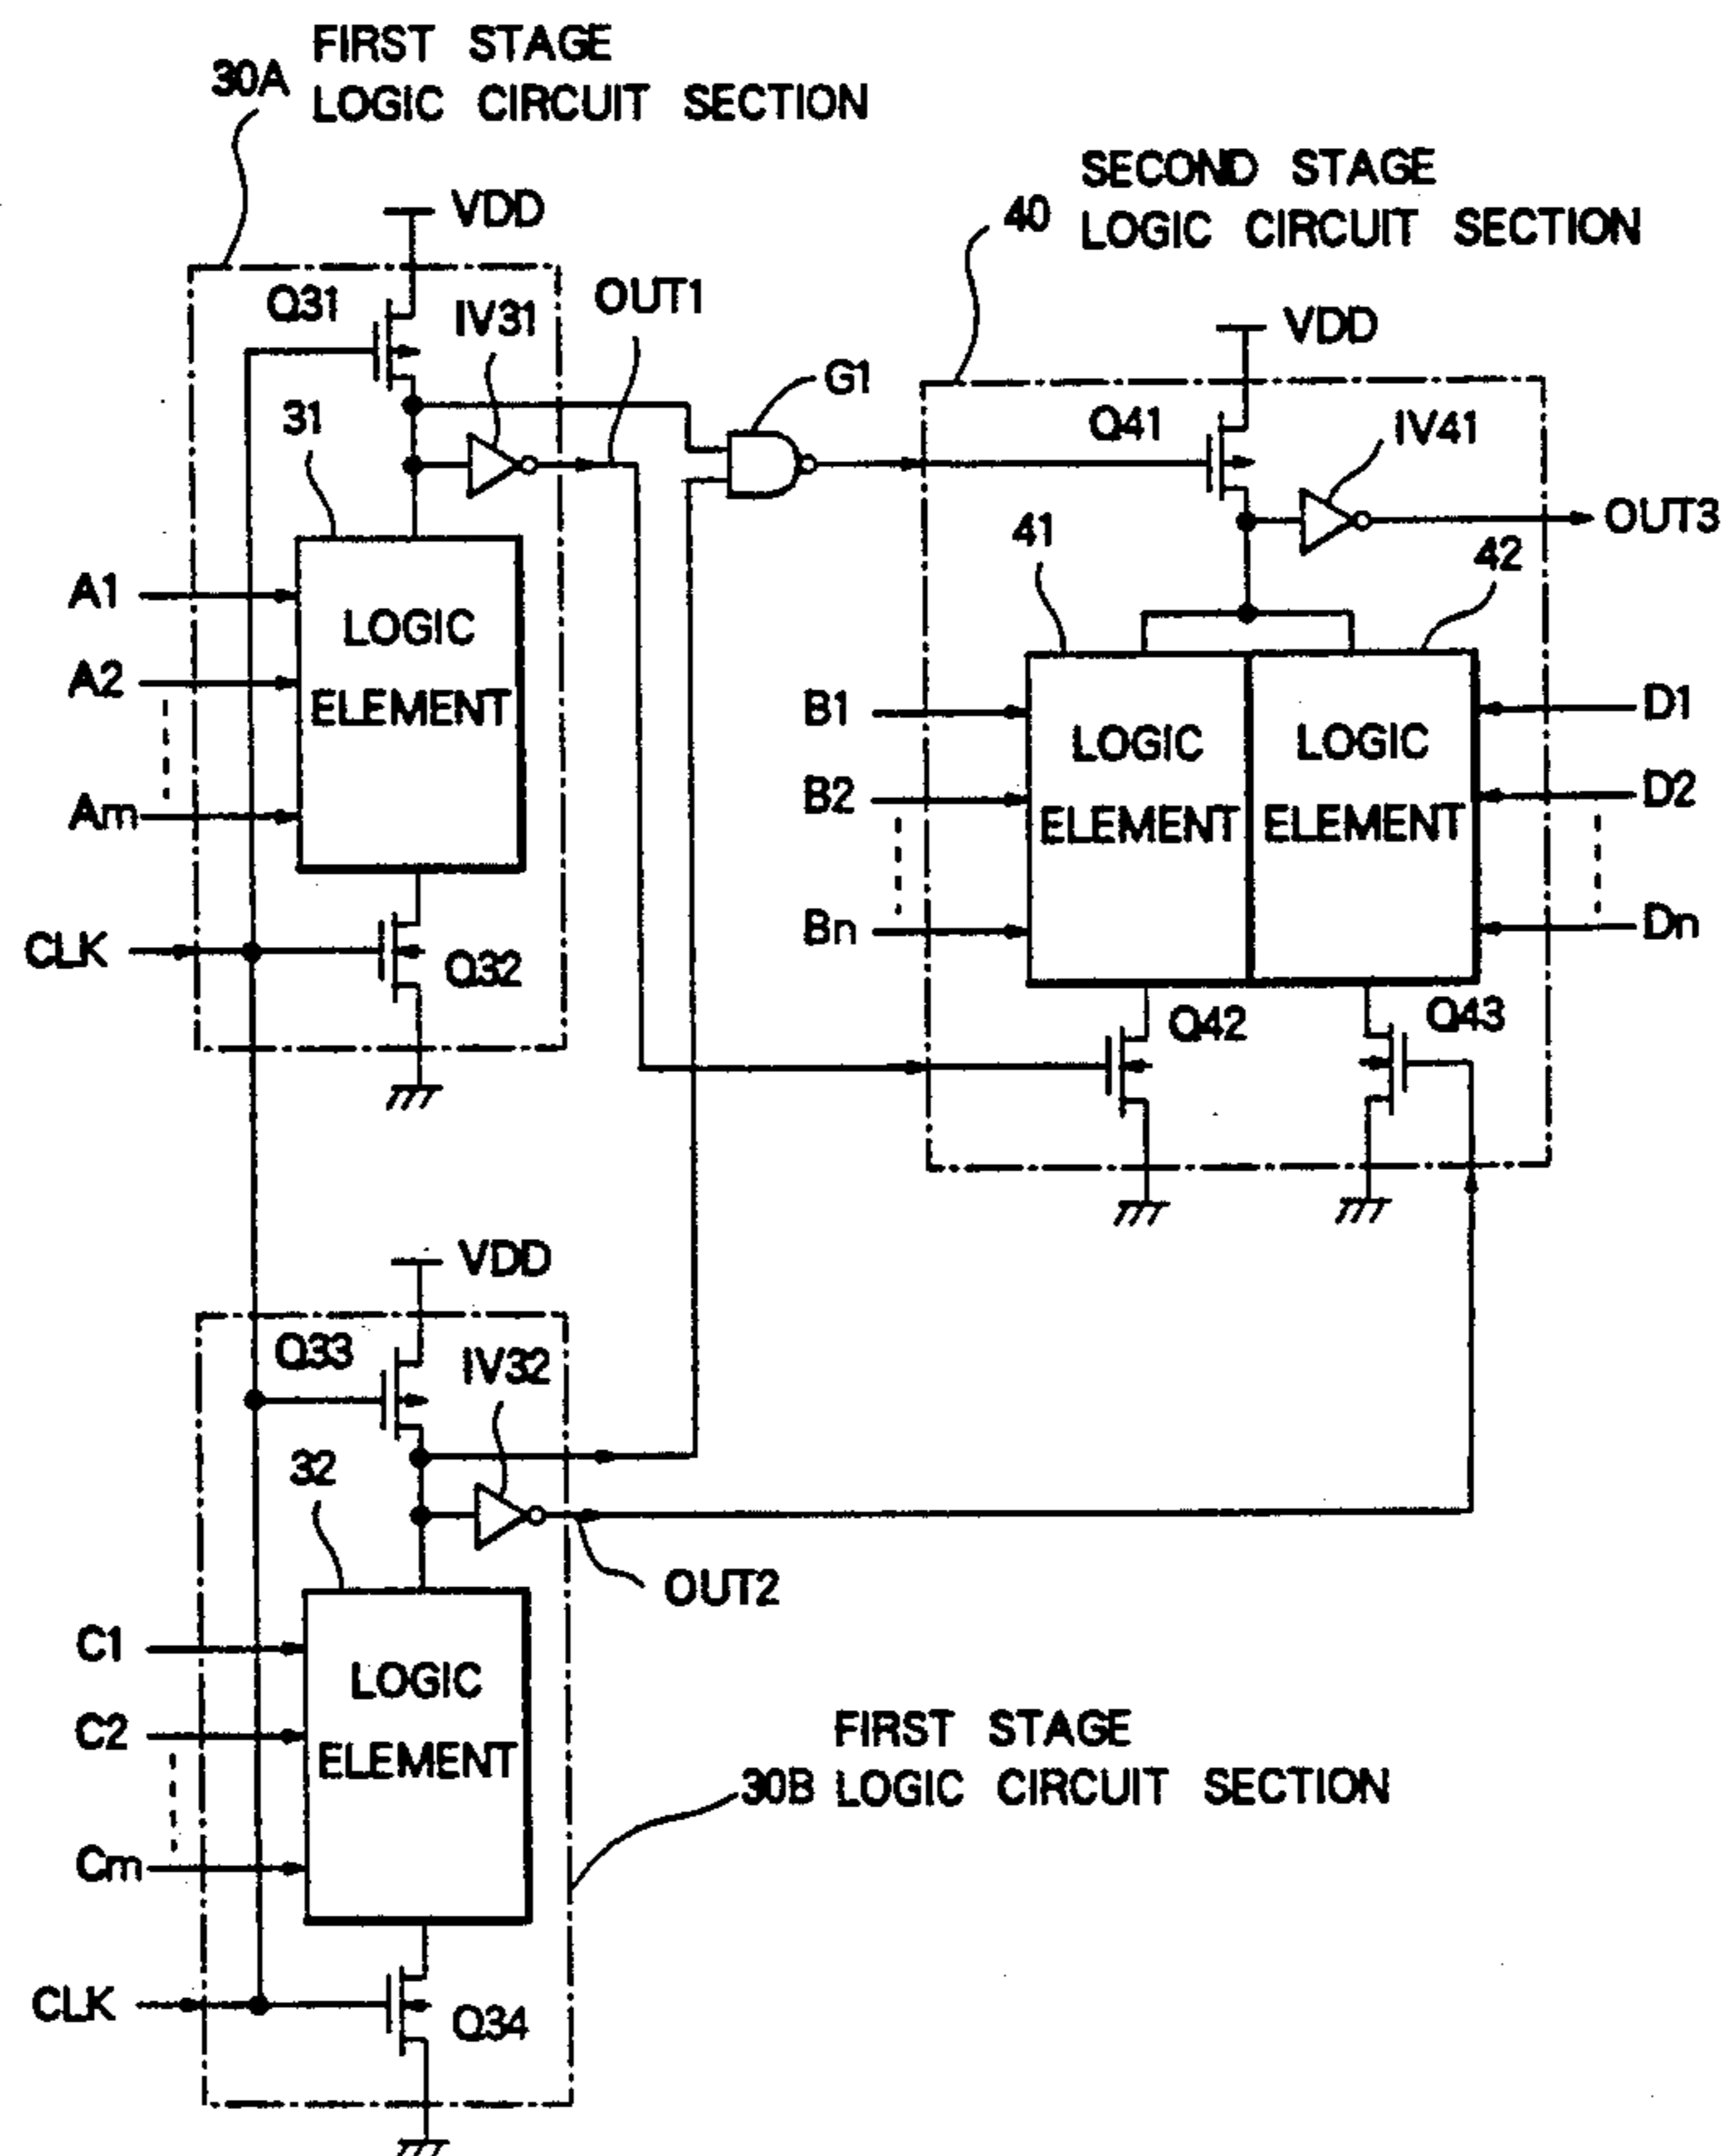 FIRST STAGE
30A LOGIC CIRCUIT SECTION
SECOND STAGE
40 LOGIC CIRCUIT SECTION
VDD
Q31
IV31
OUT1
VDD
G1
Q41
IV41
31
OUT3
41
42
A1
LOGIC
ELEMENT
A2
Am
B1
LOGIC
ELEMENT
LOGIC
ELEMENT
D1
B2
D2
Bn
Dn
CLK
Q32
Q42
Q43
VDD
Q33
IV32
32
OUT2
C1
LOGIC
ELEMENT
C2
Cm
FIRST STAGE
30B LOGIC CIRCUIT SECTION
CLK
Q34